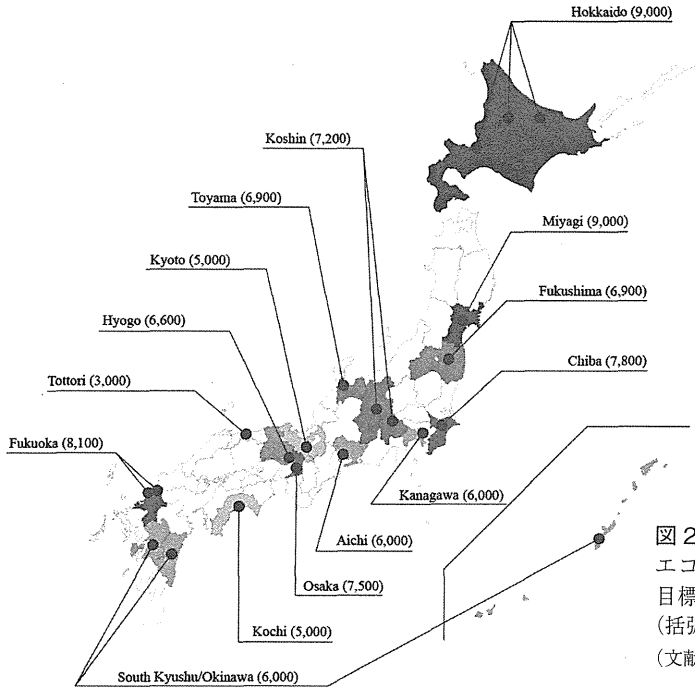 Hokkaido (9,000)
Koshin (7,200)
Toyama (6,900)
Miyagi (9,000)
Kyoto (5,000)
Fukushima (6,900)
Hyogo (6,600)
Chiba (7,800)
Tottori (3,000)
Fukuoka (8,100)
Kanagawa (6,000)
Aichi (6,000)
Osaka (7,500)
Kochi (5,000)
South Kyushu/Okinawa (6,000)
図2
エコ
目標
(括弧
(文献